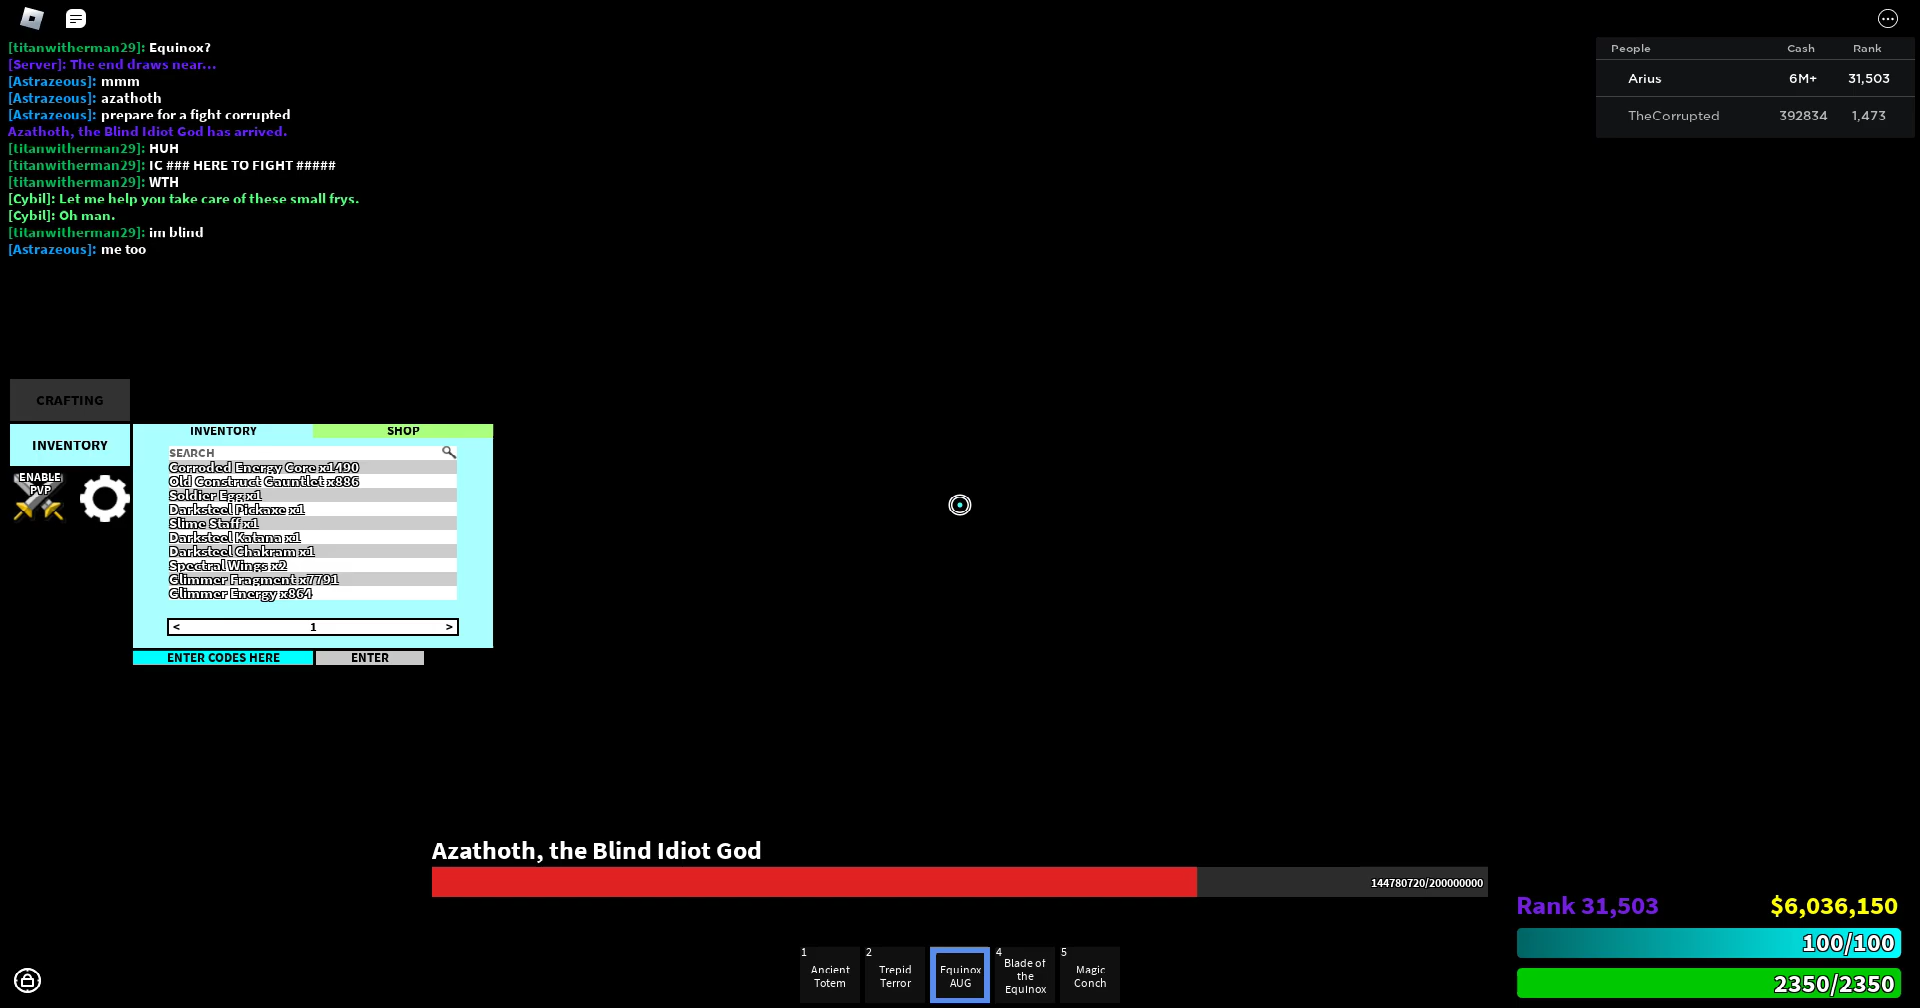 [titanwitherman29]: Equinox?
[Server]: The end draws near...
[Astrazeous]: mmm
[Astrazeous]: azathoth
[Astrazeous]: prepare for a fight corrupted
Azathoth, the Blind Idiot God has arrived.
[titanwitherman29]: HUH
[titanwitherman29]: IC ### HERE TO FIGHT #####
[titanwitherman29]: WTH
[Cybil]: Let me help you take care of these small frys.
[Cybil]: Oh man.
[titanwitherman29]: im blind
[Astrazeous]: me too
People Cash Rank
Arius 6M+ 31,503
TheCorrupted 392834 1,473
CRAFTING
INVENTORY
ENABLE
PVP
INVENTORY SHOP
SEARCH
Corroded Energy Core x1490
Old Construct Gauntlet x886
Soldier Egg x1
Darksteel Pickaxe x1
Slime Staff x1
Darksteel Katana x1
Darksteel Chakram x1
Spectral Wings x2
Glimmer Fragment x7791
Glimmer Energy x864
< 1 >
ENTER CODES HERE ENTER
Azathoth, the Blind Idiot God
144780720/200000000
Rank 31,503 $6,036,150
100/100
2350/2350
1
Ancient
Totem
2
Trepid
Terror
Equinox
AUG
4
Blade of
the
Equinox
5
Magic
Conch